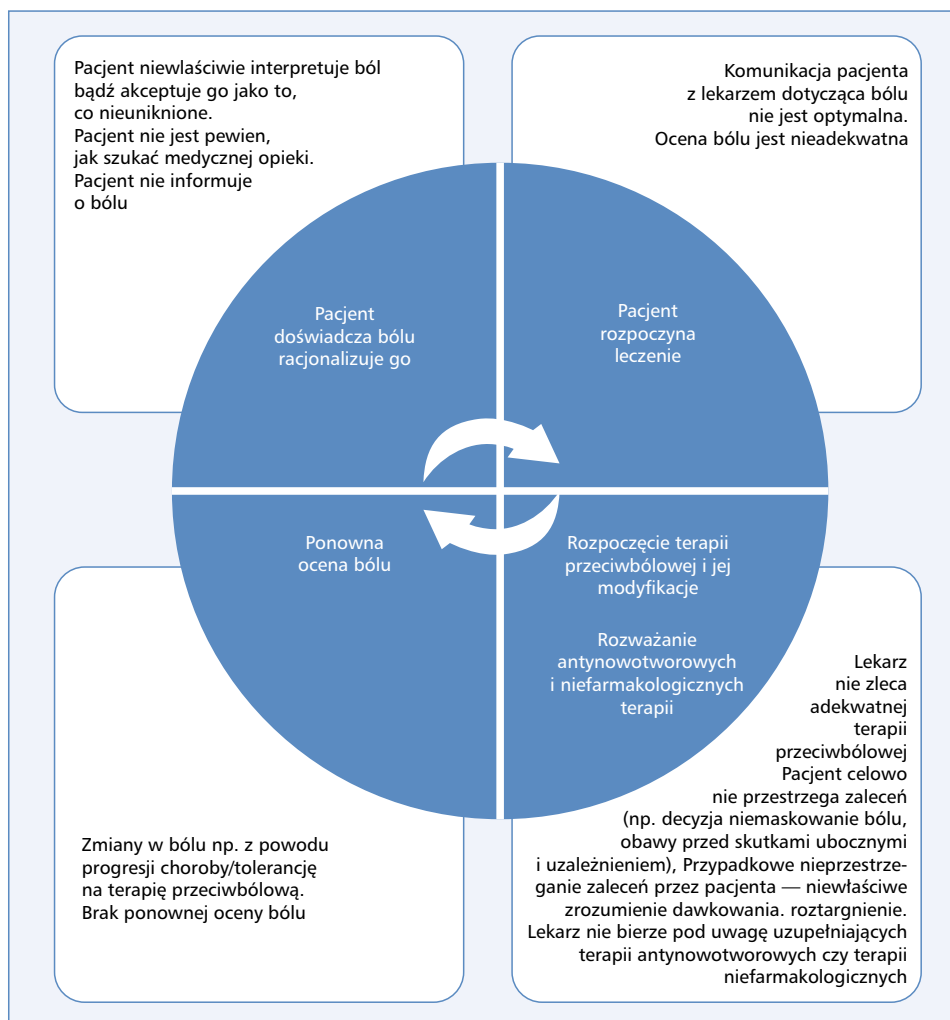 Pacjent niewłaściwie interpretuje ból
bądź akceptuje go jako to,
co nieuniknione.
Pacjent nie jest pewien,
jak szukać medycznej opieki.
Pacjent nie informuje
o bólu
Komunikacja pacjenta
z lekarzem dotycząca bólu
nie jest optymalna.
Ocena bólu jest nieadekwatna
Pacjent
doświadcza bólu
racjonalizuje go
Pacjent
rozpoczyna
leczenie
Ponowna
ocena bólu
Rozpoczęcie terapii
przeciwbólowej i jej
modyfikacje
Rozważanie
antynowotworowych
i niefarmakologicznych
terapii
Zmiany w bólu np. z powodu
progresji choroby/tolerancję
na terapię przeciwbólową.
Brak ponownej oceny bólu
Lekarz
nie zleca
adekwatnej
terapii
przeciwbólowej
Pacjent celowo
nie przestrzega zaleceń
(np. decyzja niemaskowanie bólu,
obawy przed skutkami ubocznymi
i uzależnieniem), Przypadkowe nieprzestrze-
ganie zaleceń przez pacjenta — niewłaściwe
zrozumienie dawkowania. roztargnienie.
Lekarz nie bierze pod uwagę uzupełniających
terapii antynowotworowych czy terapii
niefarmakologicznych